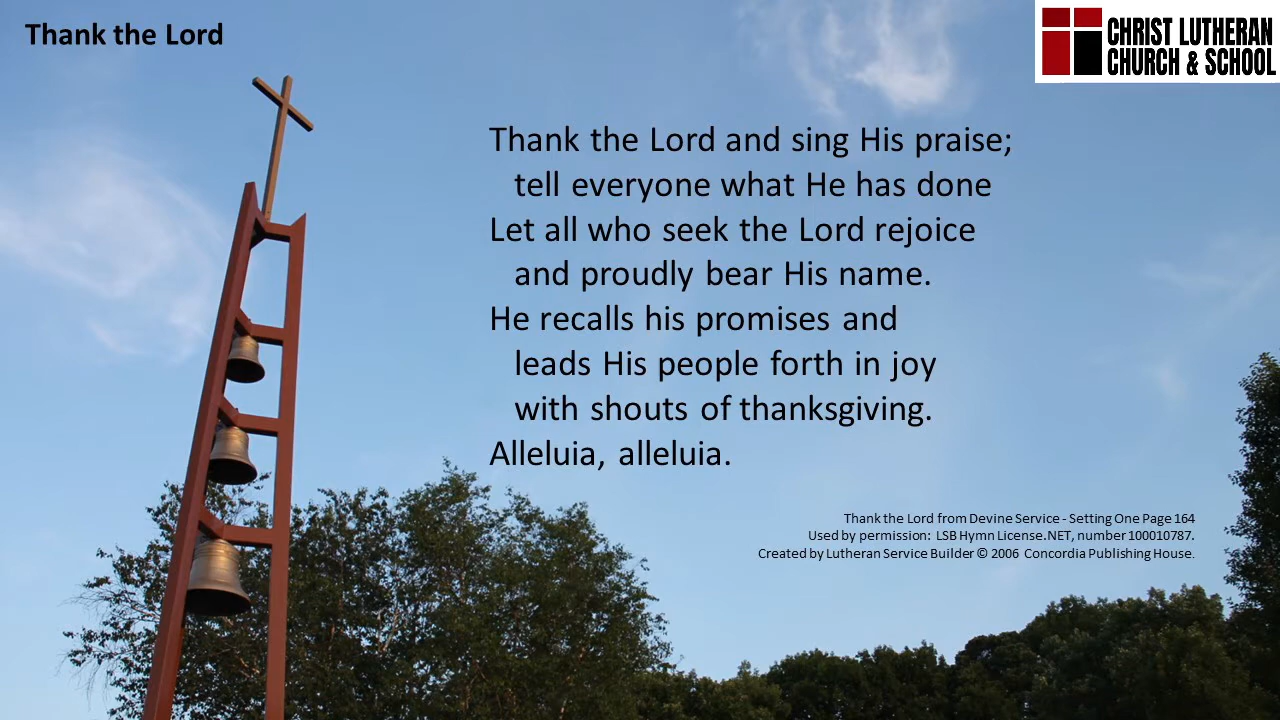 Thank the Lord
CHRIST LUTHERAN
CHURCH & SCHOOL
Thank the Lord and sing His praise;
tell everyone what He has done
Let all who seek the Lord rejoice
and proudly bear His name.
He recalls his promises and
leads His people forth in joy
with shouts of thanksgiving.
Alleluia, alleluia.
Thank the Lord from Devine Service - Setting One Page 164
Used by permission: LSB Hymn License.NET, number 100010787.
Created by Lutheran Service Builder © 2006 Concordia Publishing House.